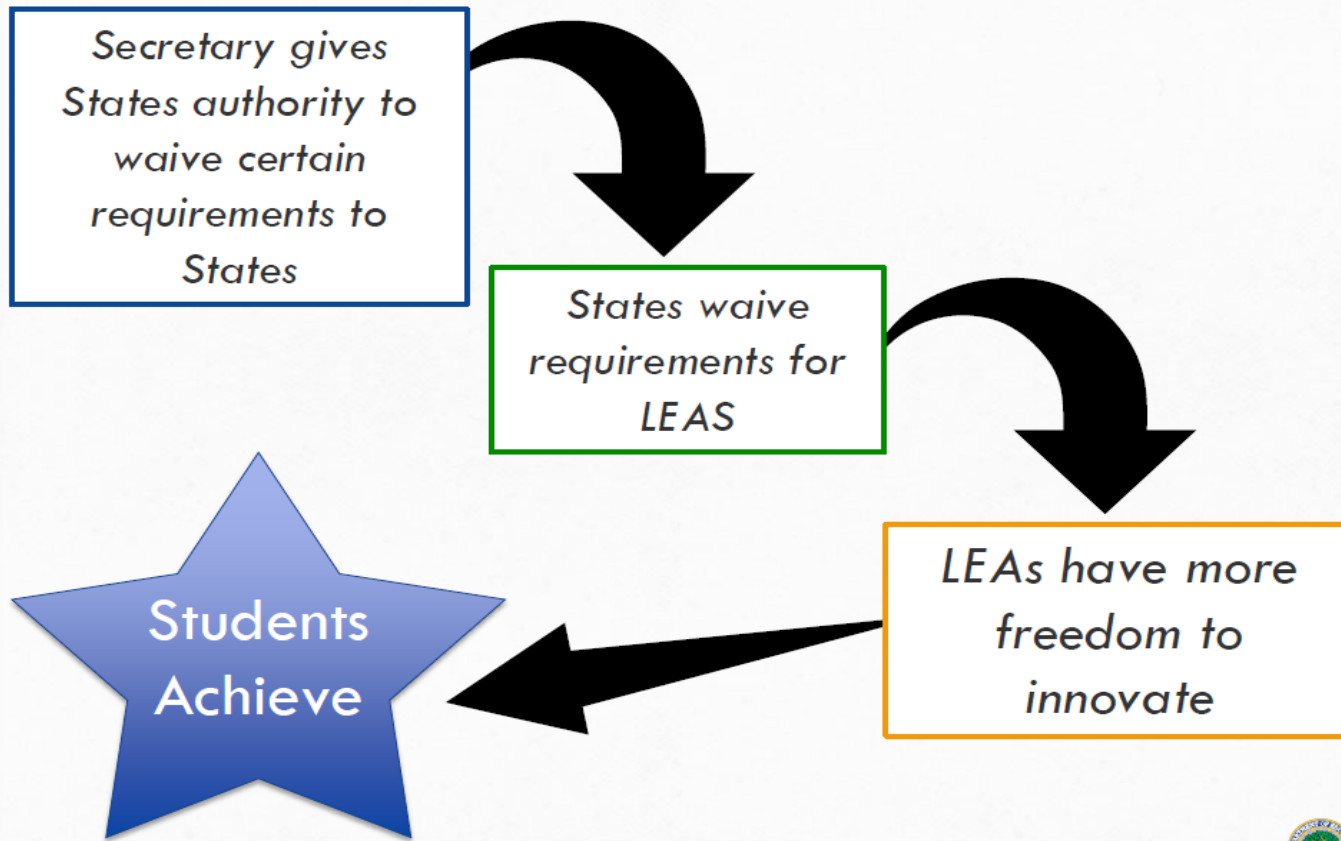 Secretary gives
States authority to
waive certain
requirements to
States
States waive
requirements for
LEAS
LEAs have more
freedom to
innovate
Students
Achieve